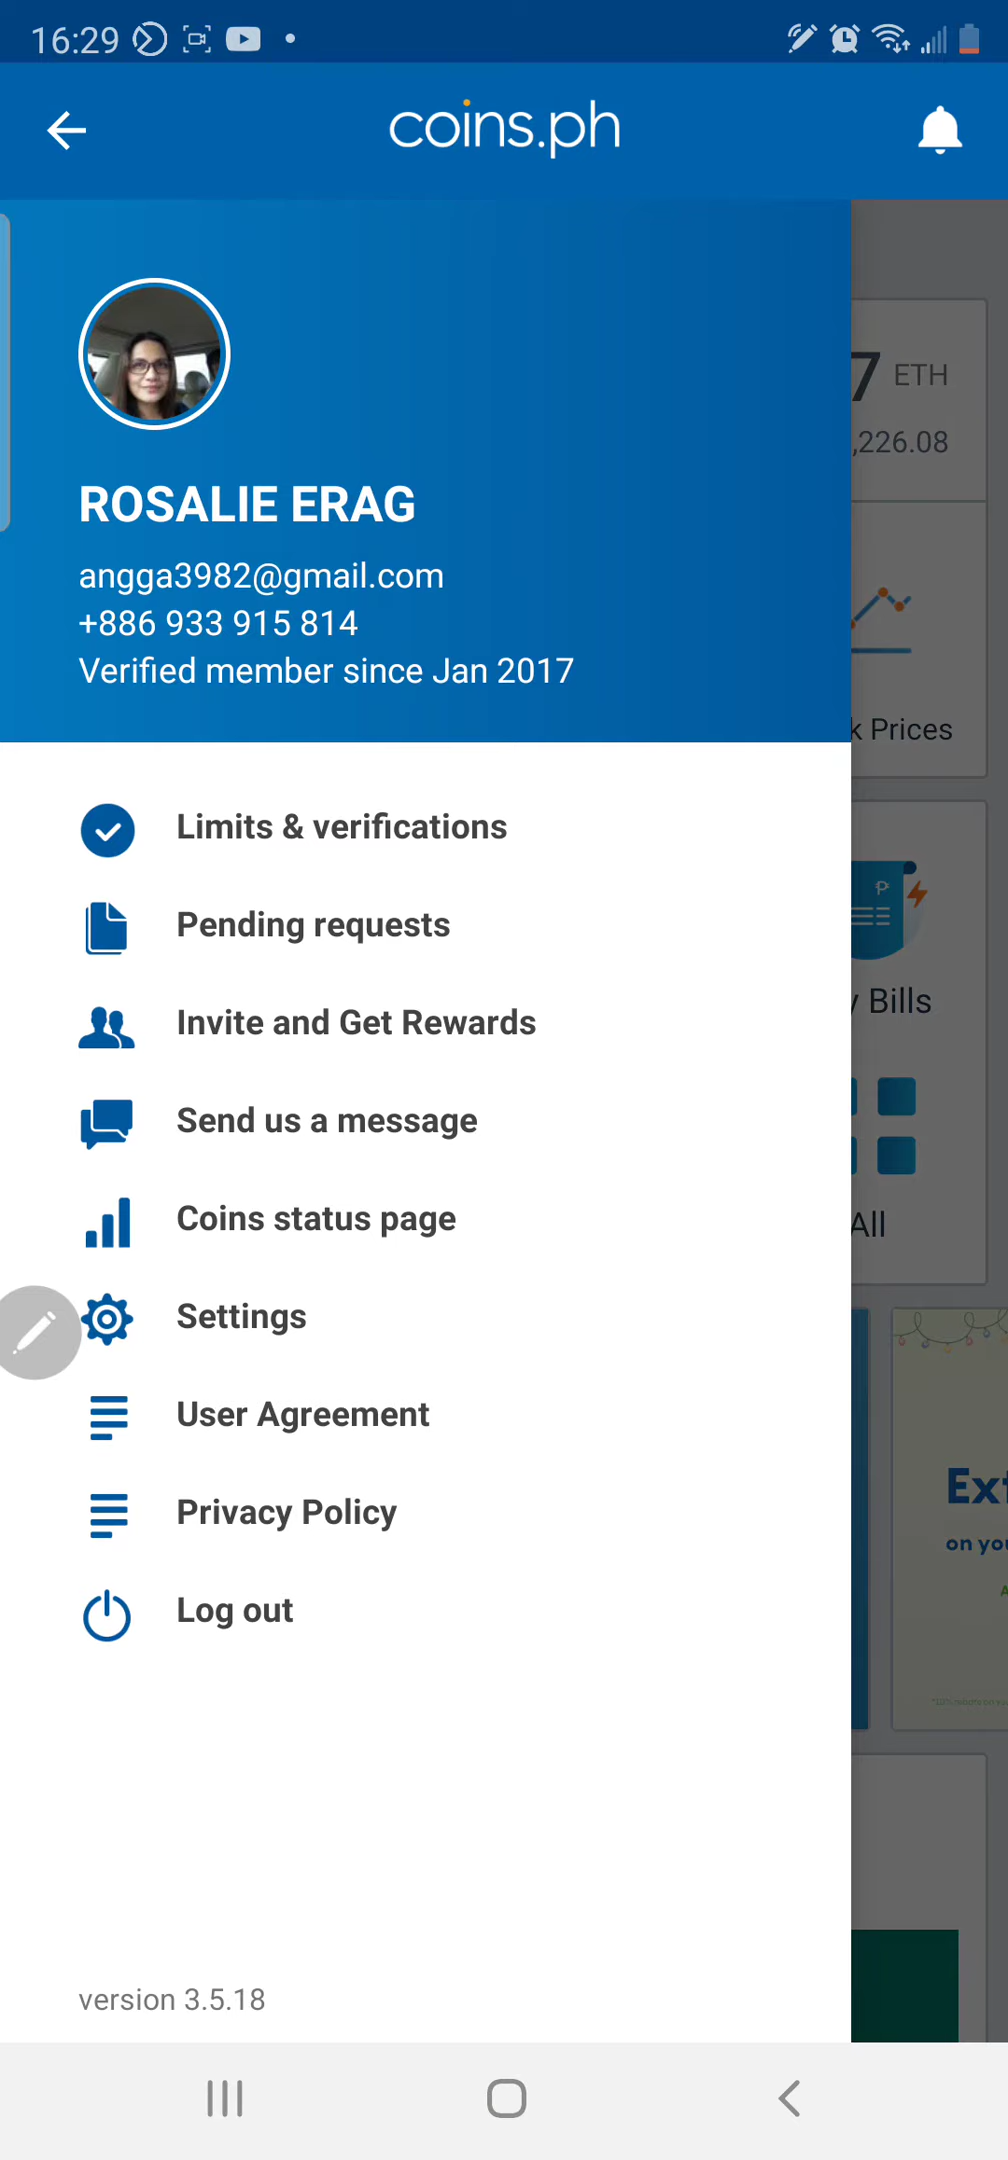 16:29
coins.ph
ROSALIE ERAG
angga3982@gmail.com
+886 933 915 814
Verified member since Jan 2017
Limits & verifications
Pending requests
Invite and Get Rewards
Send us a message
Coins status page
Settings
User Agreement
Privacy Policy
Log out
version 3.5.18
7 ETH
,226.08
k Prices
y Bills
All
Ext
on you